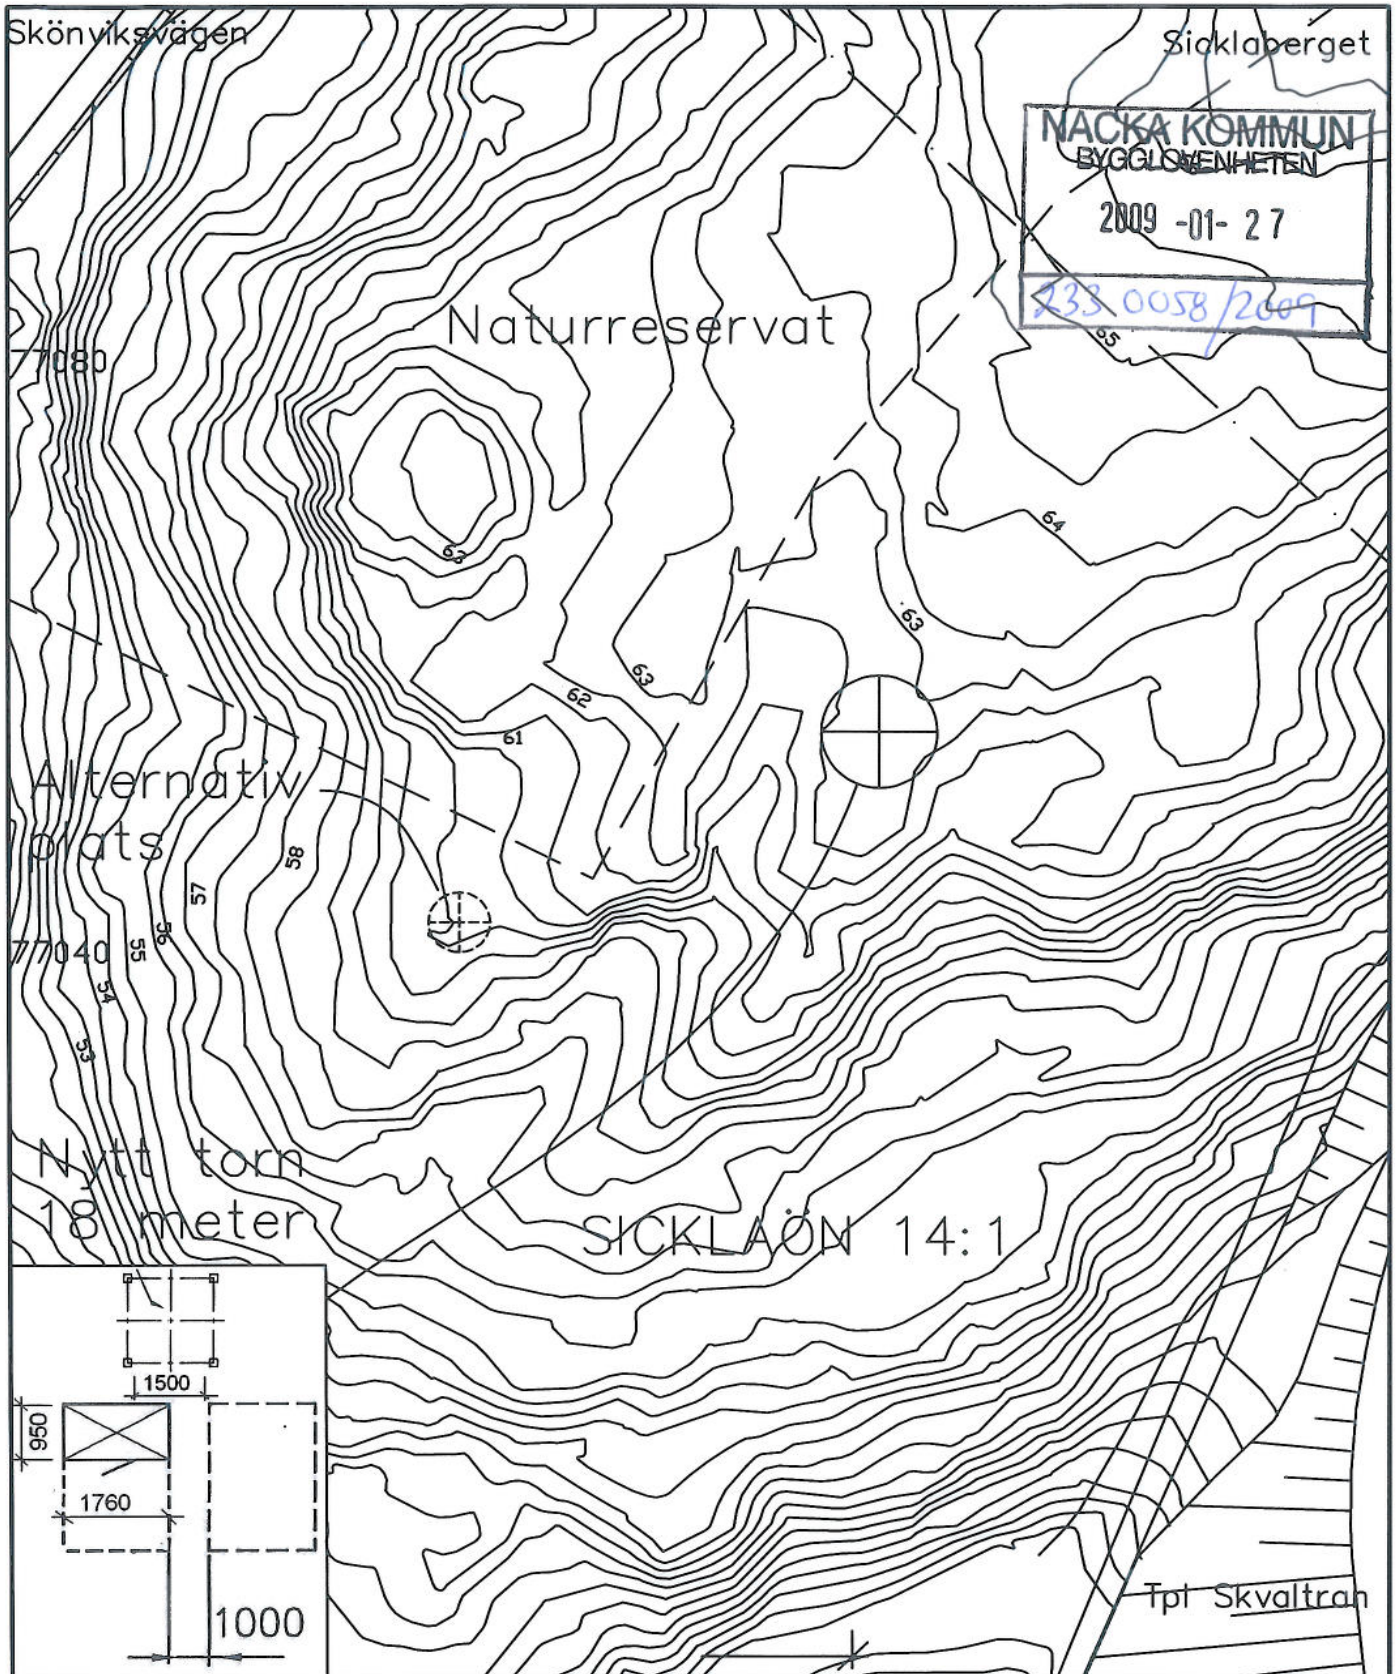 Skönviksvägen
Sicklaberget
NACKA KOMMUN
BYGGLOVENHETEN
2009 -01- 27
233 0058/2009
65
Naturreservat
77080
64
62
63
63
62
61
Alternativ
plats
58
57
56
55
77040
54
53
Nytt torn
18 meter
SICKLAÖN 14:1
1500
950
1760
1000
Tpl Skvaltran